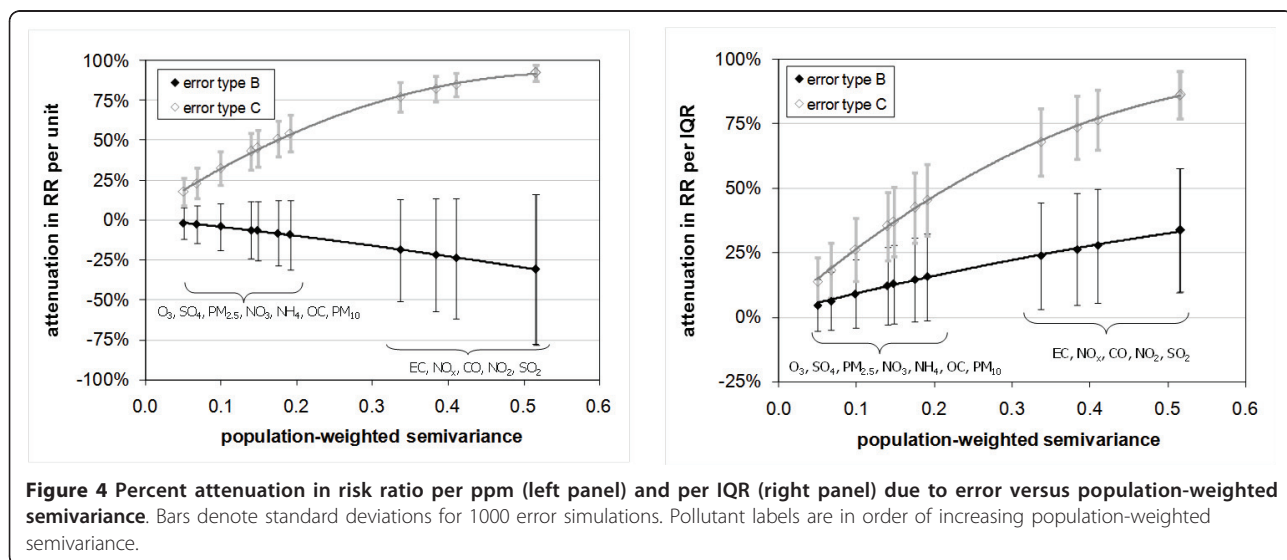 100%
75%
50%
25%
0%
-25%
-50%
-75%
-100%
attenuation in RR per unit
error type B
error type C
O3, SO4, PM2.5, NO3, NH4, OC, PM10
EC, NOx, CO, NO2, SO2
0.0 0.1 0.2 0.3 0.4 0.5 0.6
population-weighted semivariance
100%
75%
50%
25%
0%
-25%
attenuation in RR per IQR
error type B
error type C
O3, SO4, PM2.5, NO3, NH4, OC, PM10
EC, NOx, CO, NO2, SO2
0.0 0.1 0.2 0.3 0.4 0.5 0.6
population-weighted semivariance
Figure 4 Percent attenuation in risk ratio per ppm (left panel) and per IQR (right panel) due to error versus population-weighted
semivariance. Bars denote standard deviations for 1000 error simulations. Pollutant labels are in order of increasing population-weighted
semivariance.